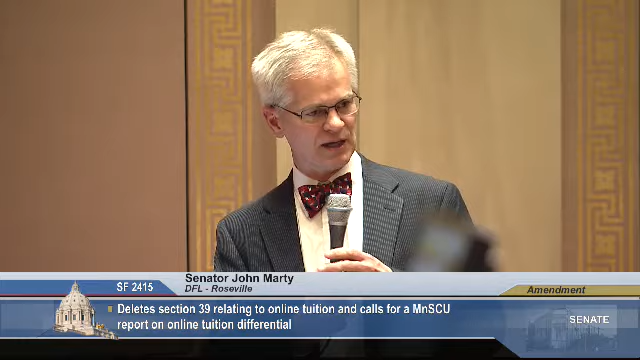 SF 2415
Senator John Marty
DFL - Roseville
Amendment
Deletes section 39 relating to online tuition and calls for a MnSCU
report on online tuition differential
SENATE